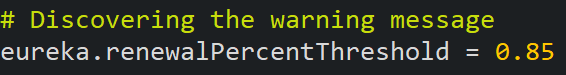 # Discovering the warning message
eureka.renewalPercentThreshold = 0.85